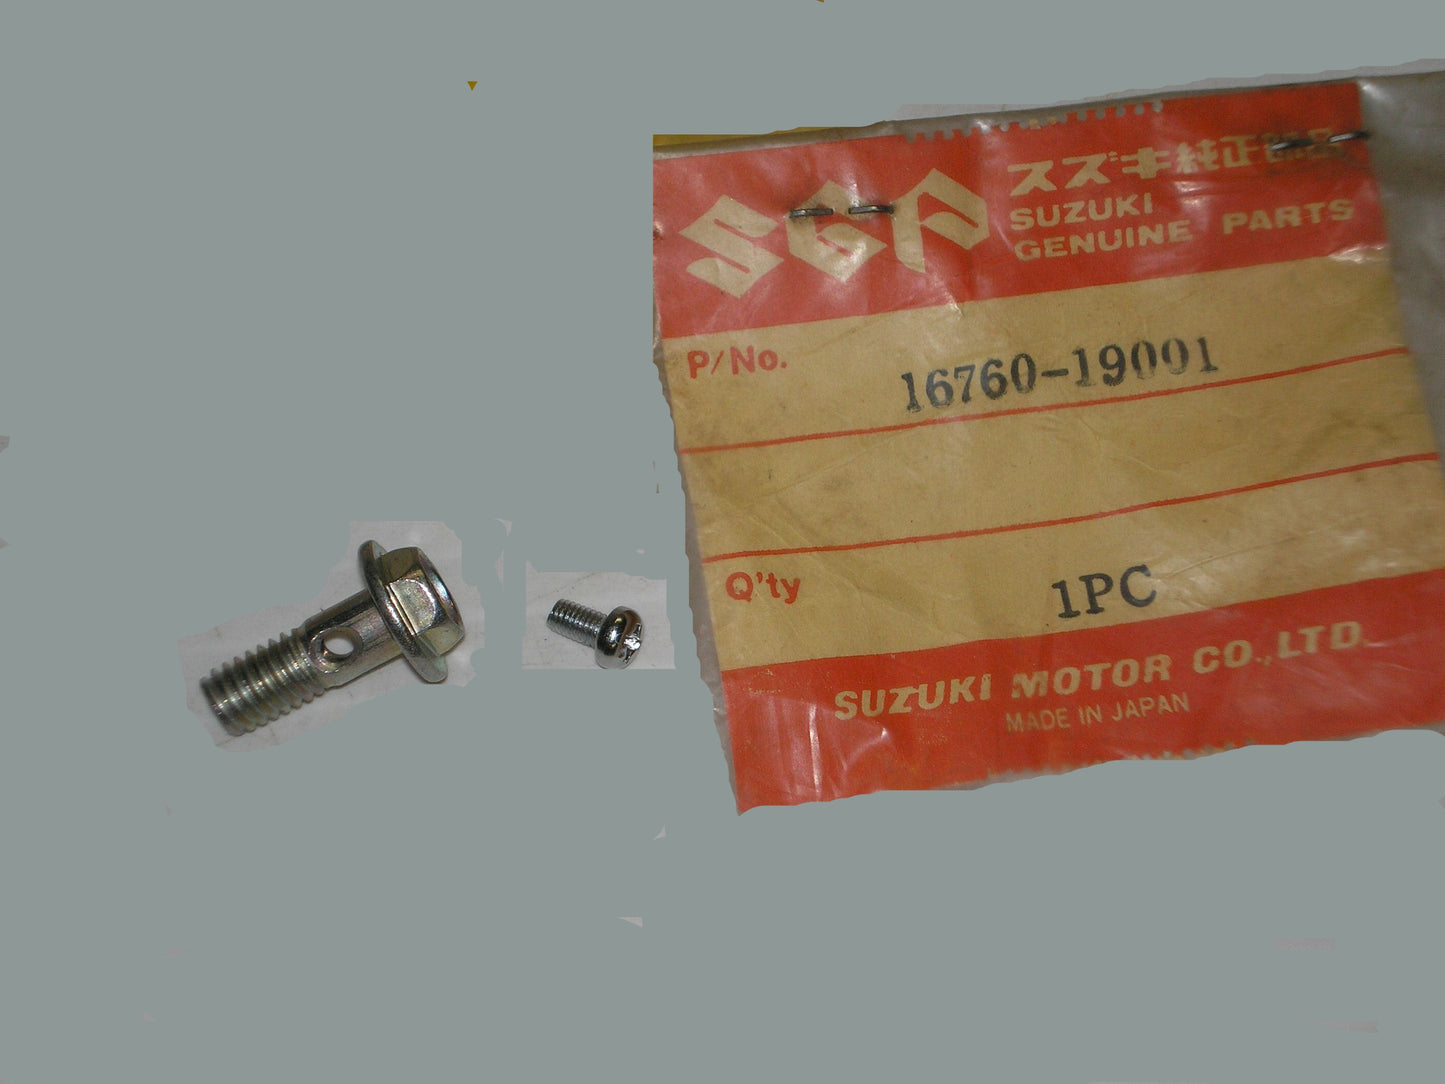 SGP
スズキ純正部品
SUZUKI
GENUINE PARTS
P/No.
16760-19001
Q'ty
1PC
SUZUKI MOTOR CO.,LTD.
MADE IN JAPAN